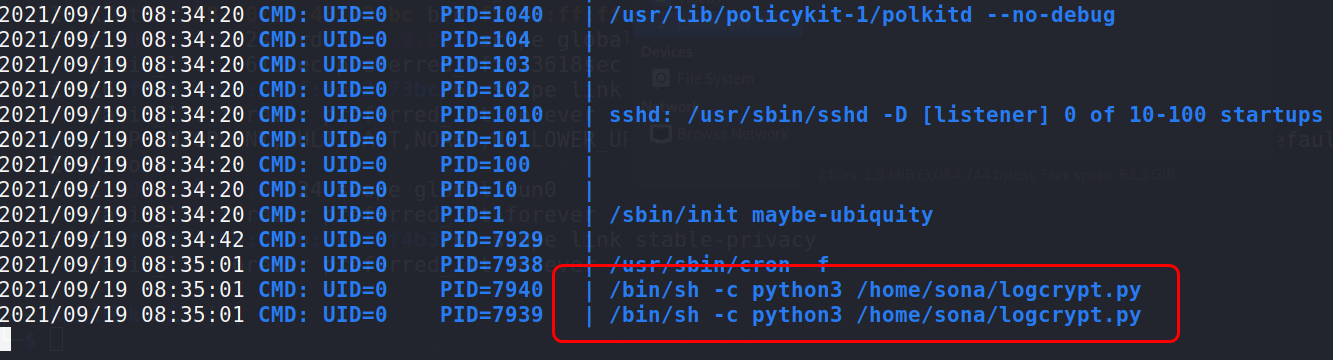 2021/09/19 08:34:20 CMD: UID=0 PID=1040 | /usr/lib/policykit-1/polkitd --no-debug
2021/09/19 08:34:20 CMD: UID=0 PID=104 |
Devices
2021/09/19 08:34:20 CMD: UID=0 PID=103 |
File System
2021/09/19 08:34:20 CMD: UID=0 PID=102 |
2021/09/19 08:34:20 CMD: UID=0 PID=1010 | sshd: /usr/sbin/sshd -D [listener] 0 of 10-100 startups
Browse Network
2021/09/19 08:34:20 CMD: UID=0 PID=101 |
2021/09/19 08:34:20 CMD: UID=0 PID=100 |
2021/09/19 08:34:20 CMD: UID=0 PID=10 |
2021/09/19 08:34:20 CMD: UID=0 PID=1 | /sbin/init maybe-ubiquity
2021/09/19 08:34:42 CMD: UID=0 PID=7929 |
link stable-privacy
2021/09/19 08:35:01 CMD: UID=0 PID=7938 | /usr/sbin/cron -f
2021/09/19 08:35:01 CMD: UID=0 PID=7940 | /bin/sh -c python3 /home/sona/logcrypt.py
2021/09/19 08:35:01 CMD: UID=0 PID=7939 | /bin/sh -c python3 /home/sona/logcrypt.py